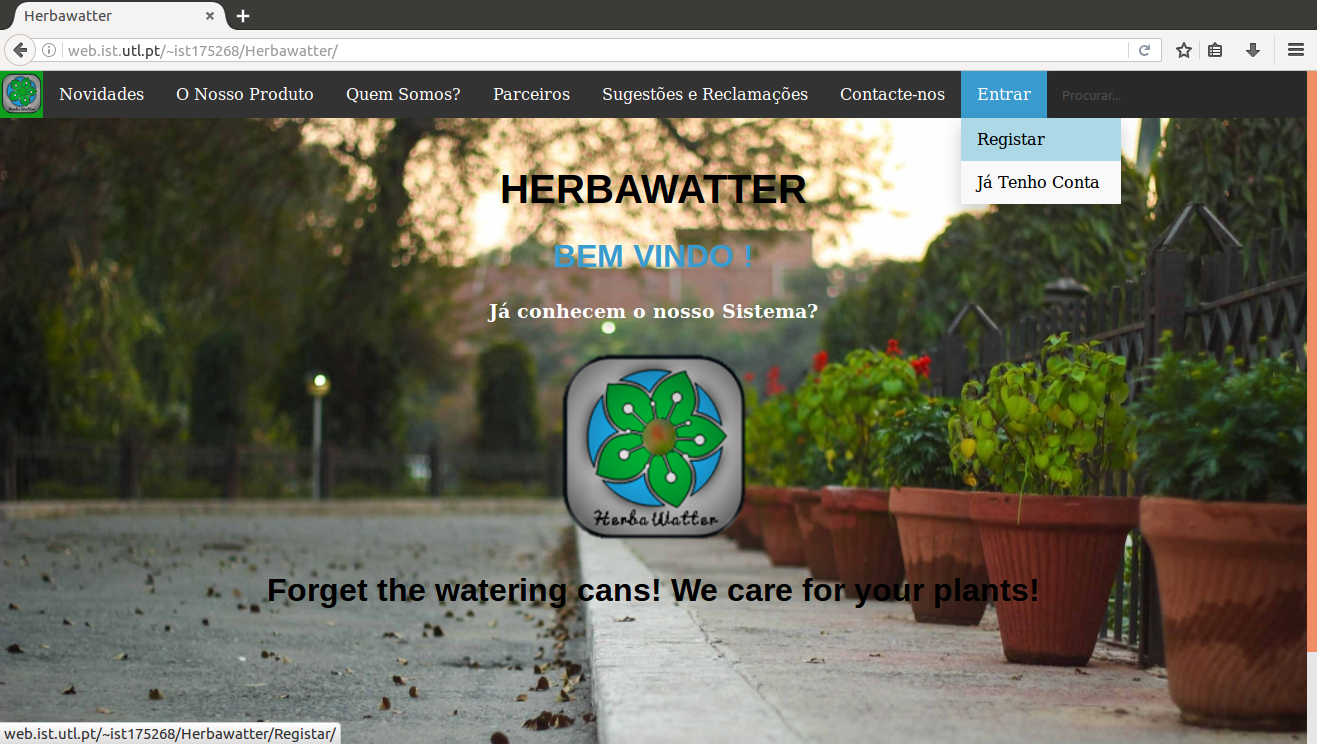 Herbawatter
web.ist.utl.pt/~ist175268/Herbawatter/
Novidades O Nosso Produto Quem Somos? Parceiros Sugestões e Reclamações Contacte-nos Entrar Procurar...
Registar
Já Tenho Conta
HERBAWATTER
BEM VINDO !
Já conhecem o nosso Sistema?
HerbaWatter
Forget the watering cans! We care for your plants!
web.ist.utl.pt/~ist175268/Herbawatter/Registar/